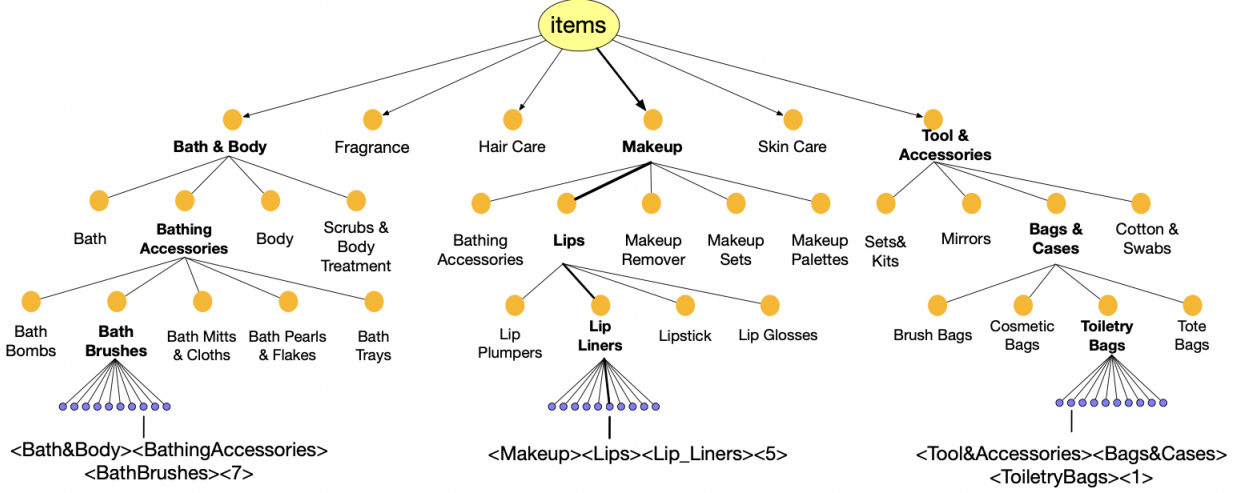 items
Bath & Body
Fragrance
Hair Care
Makeup
Skin Care
Tool &
Accessories
Bath
Bathing
Accessories
Body
Scrubs &
Body
Treatment
Bathing
Accessories
Lips
Makeup
Remover
Makeup
Sets
Makeup
Palettes
Sets&
Kits
Mirrors
Bags &
Cases
Cotton &
Swabs
Bath
Bombs
Bath
Brushes
Bath Mitts
& Cloths
Bath Pearls
& Flakes
Bath
Trays
Lip
Plumpers
Lip
Liners
Lipstick
Lip Glosses
Brush Bags
Cosmetic
Bags
Toiletry
Bags
Tote
Bags
<Bath&Body><BathingAccessories>
<BathBrushes><7>
<Makeup><Lips><Lip_Liners><5>
<Tool&Accessories><Bags&Cases>
<ToiletryBags><1>